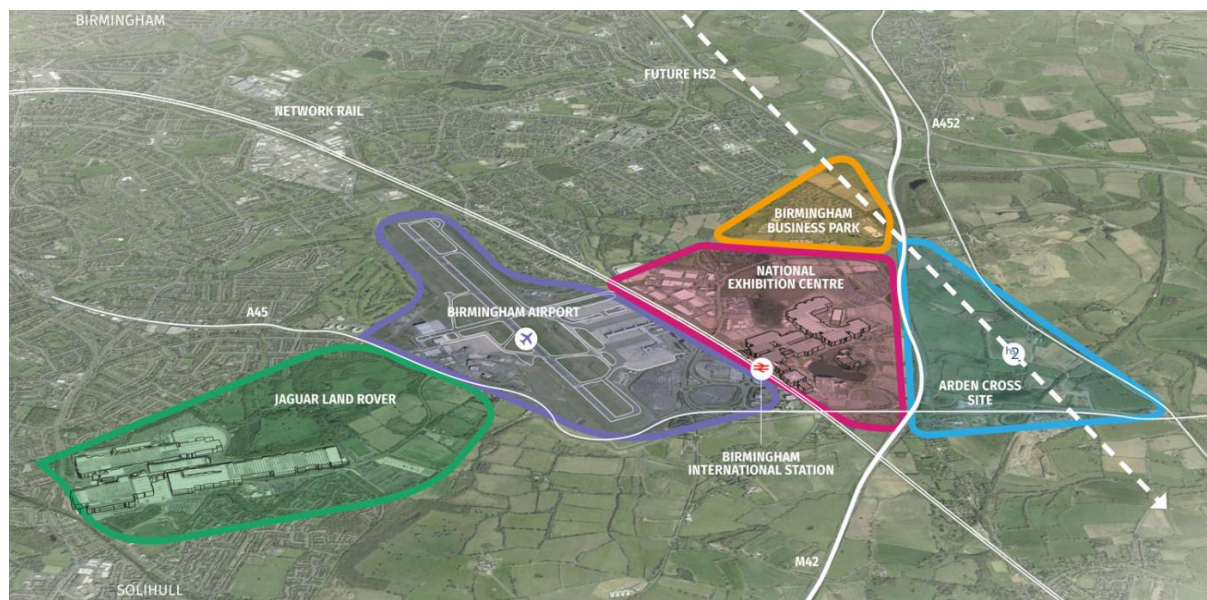 BIRMINGHAM
FUTURE HS2
NETWORK RAIL
A452
BIRMINGHAM
BUSINESS PARK
NATIONAL
EXHIBITION CENTRE
A45
BIRMINGHAM AIRPORT
hs2
ARDEN CROSS
SITE
JAGUAR LAND ROVER
BIRMINGHAM
INTERNATIONAL STATION
M42
SOLIHULL